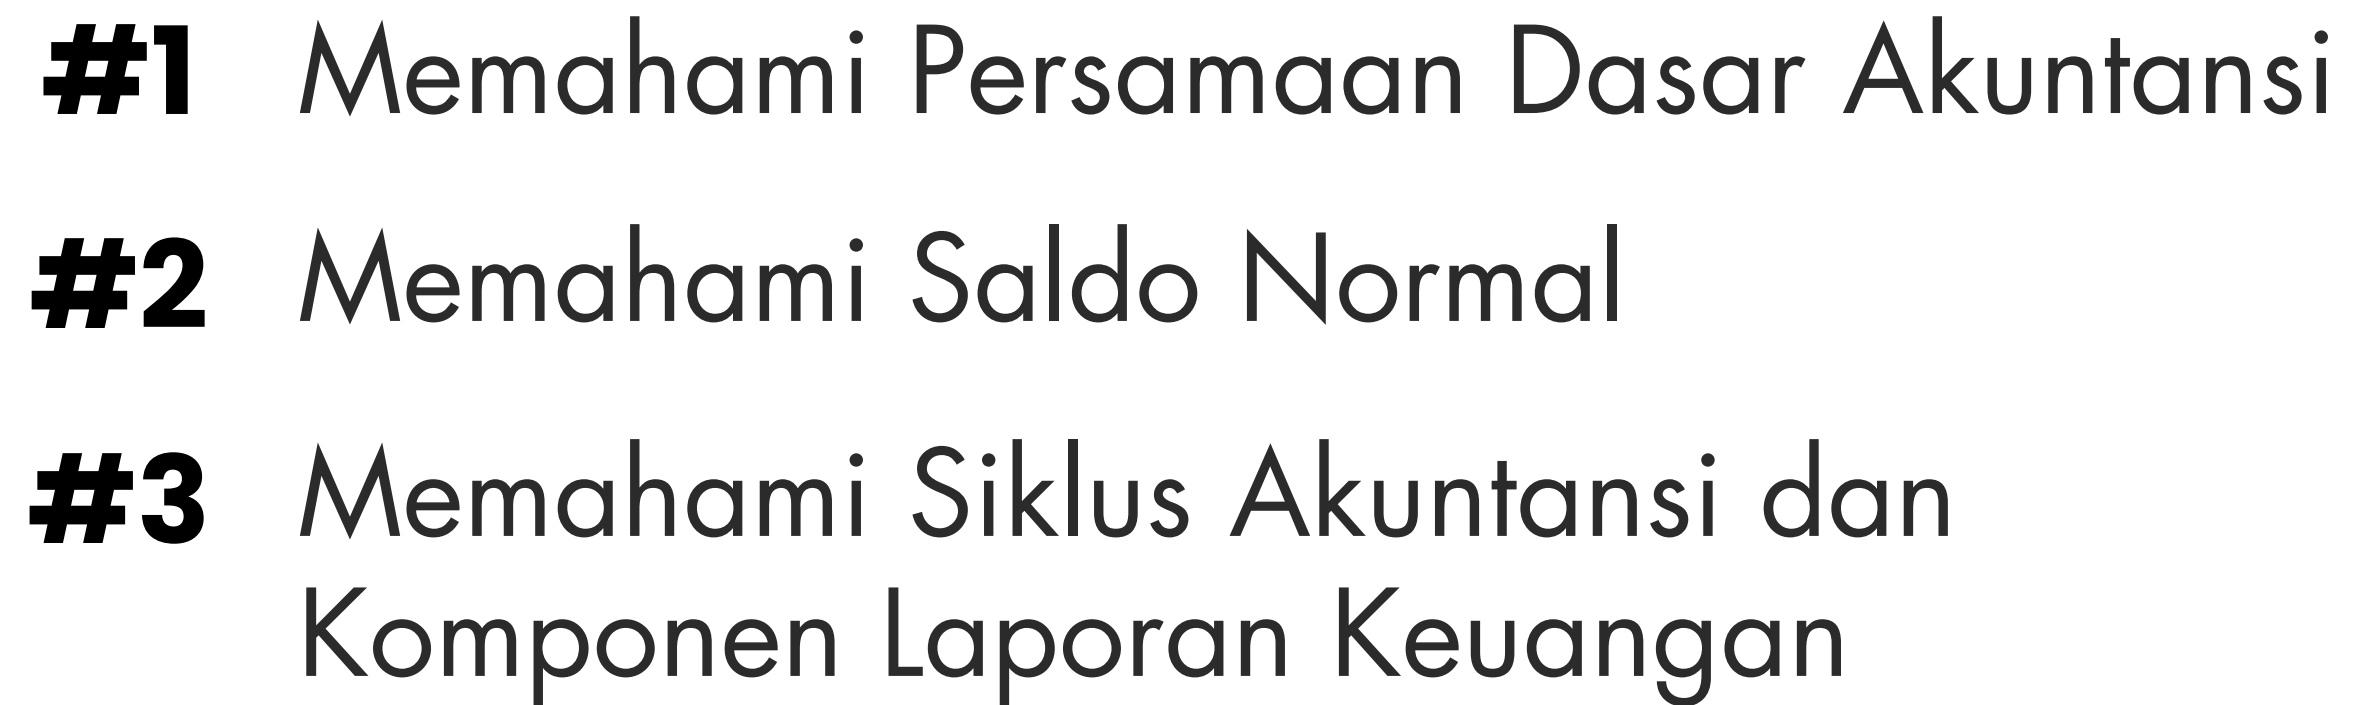 #1 Memahami Persamaan Dasar Akuntansi
#2 Memahami Saldo Normal
#3 Memahami Siklus Akuntansi dan
Komponen Laporan Keuangan